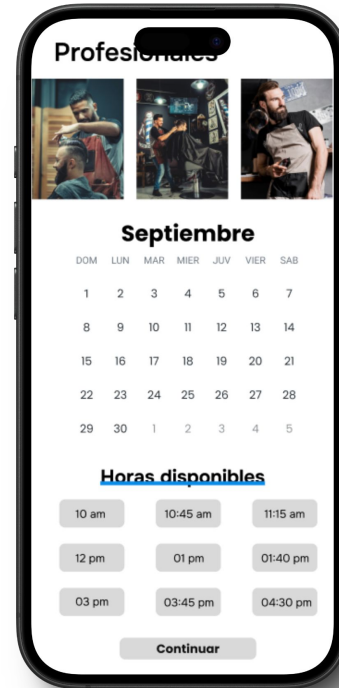 Profesionales
Septiembre
DOM LUN MAR MIER JUV VIER SAB
1 2 3 4 5 6 7
8 9 10 11 12 13 14
15 16 17 18 19 20 21
22 23 24 25 26 27 28
29 30 1 2 3 4 5
Horas disponibles
10 am 10:45 am 11:15 am
12 pm 01 pm 01:40 pm
03 pm 03:45 pm 04:30 pm
Continuar